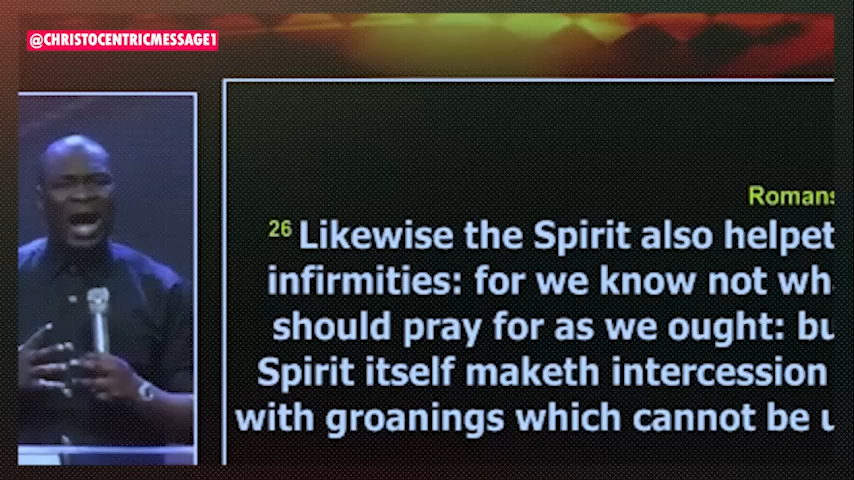 @CHRISTOCENTRICMESSAGE1
Romans
26 Likewise the Spirit also helpet
infirmities: for we know not wh
should pray for as we ought: bu
Spirit itself maketh intercession
with groanings which cannot be u